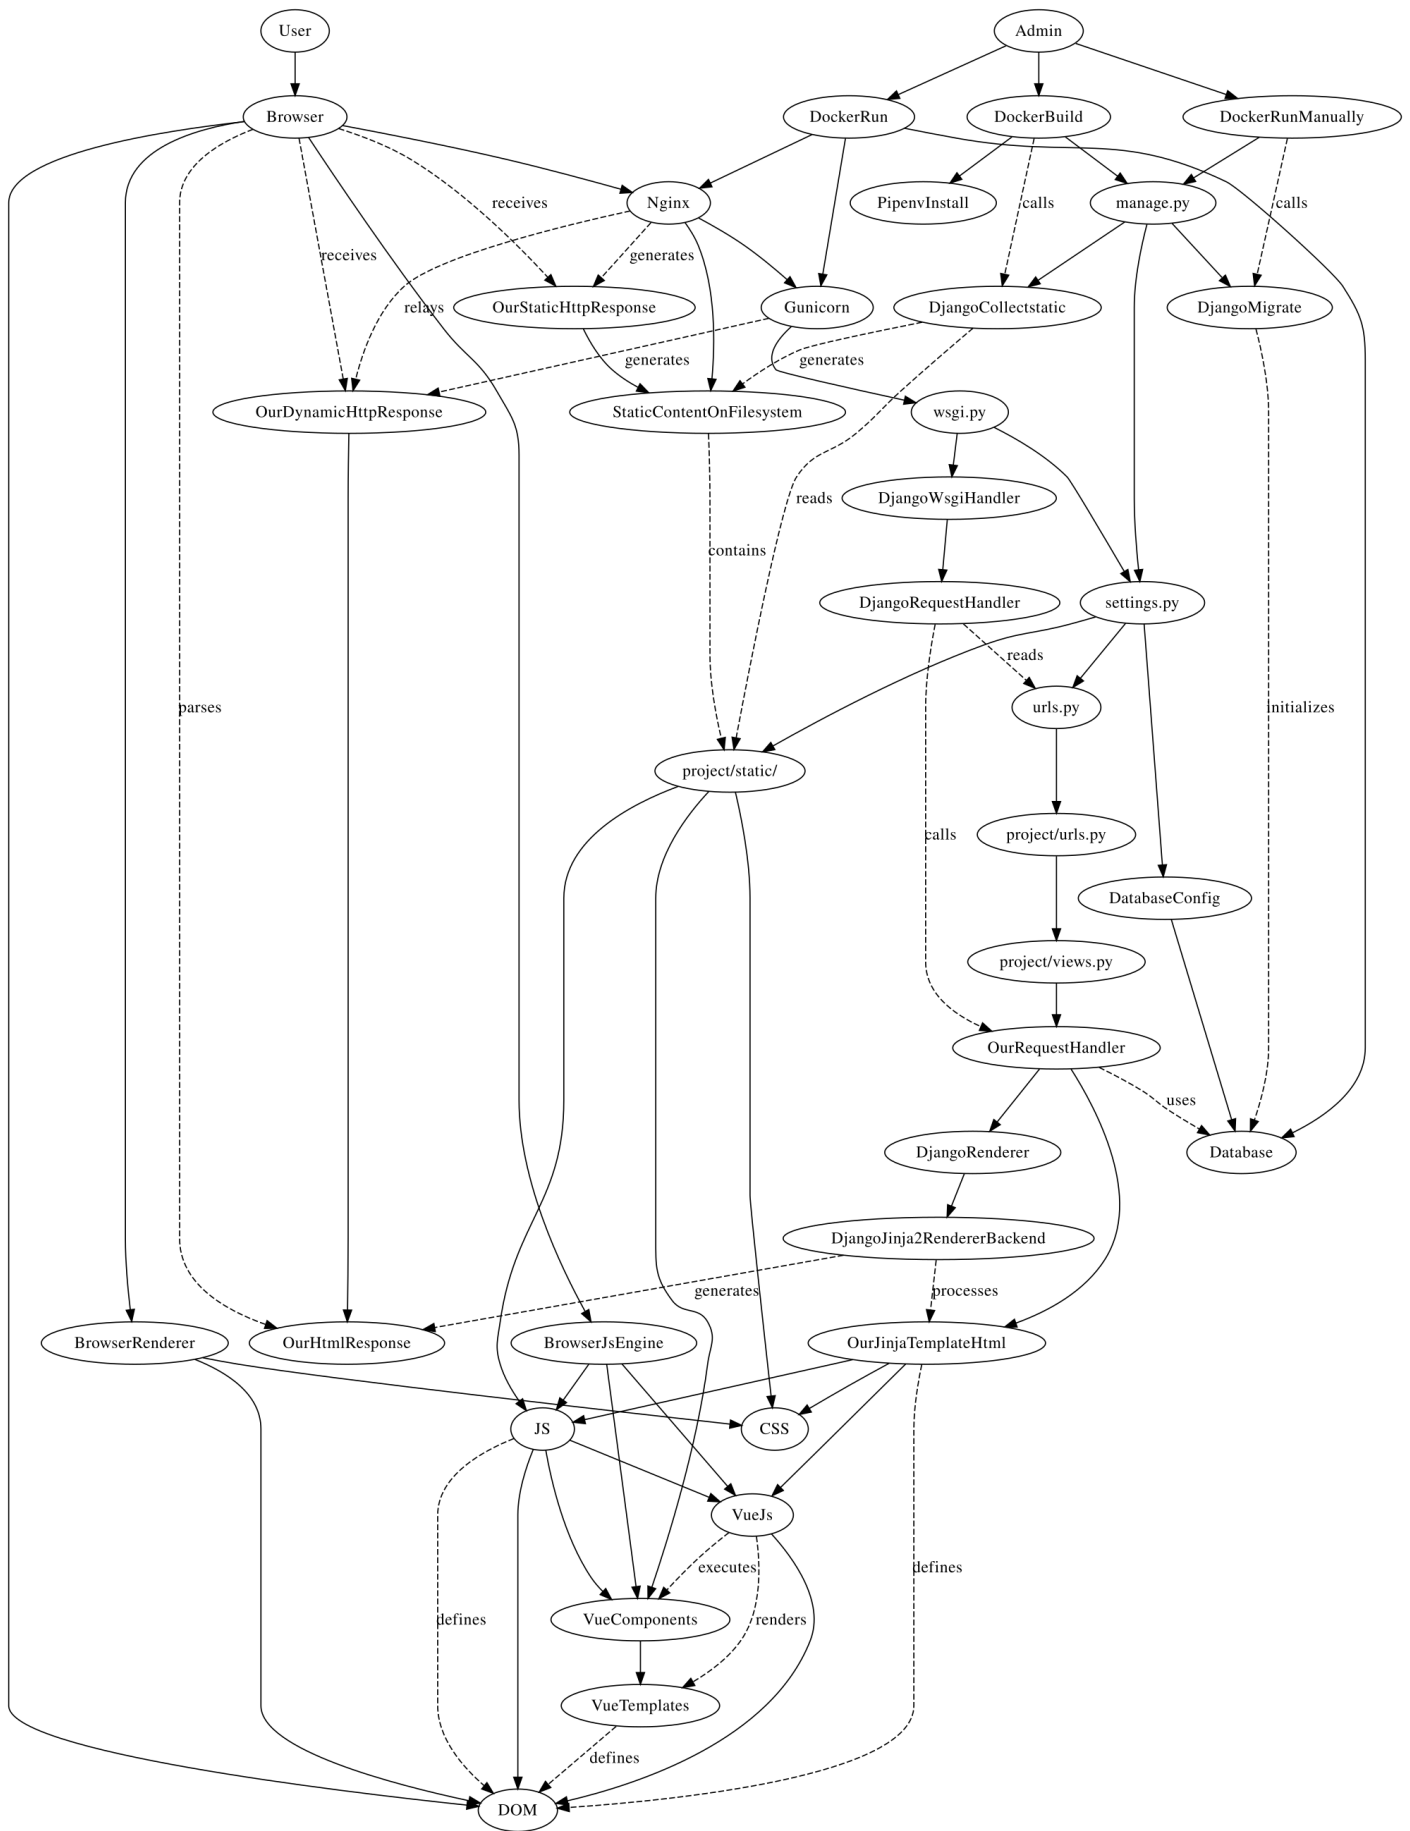 User
Admin
Browser
DockerRun
DockerBuild
DockerRunManually
Nginx
receives
PipenvInstall
calls
manage.py
calls
receives
generates
relays
OurStaticHttpResponse
Gunicorn
DjangoCollectstatic
DjangoMigrate
generates
generates
OurDynamicHttpResponse
StaticContentOnFilesystem
wsgi.py
reads
DjangoWsgiHandler
contains
DjangoRequestHandler
settings.py
reads
parses
urls.py
initializes
project/static/
calls
project/urls.py
DatabaseConfig
project/views.py
OurRequestHandler
uses
DjangoRenderer
Database
DjangoJinja2RendererBackend
generates
processes
BrowserRenderer
OurHtmlResponse
BrowserJsEngine
OurJinjaTemplateHtml
JS
CSS
VueJs
executes
defines
defines
VueComponents
renders
VueTemplates
defines
DOM